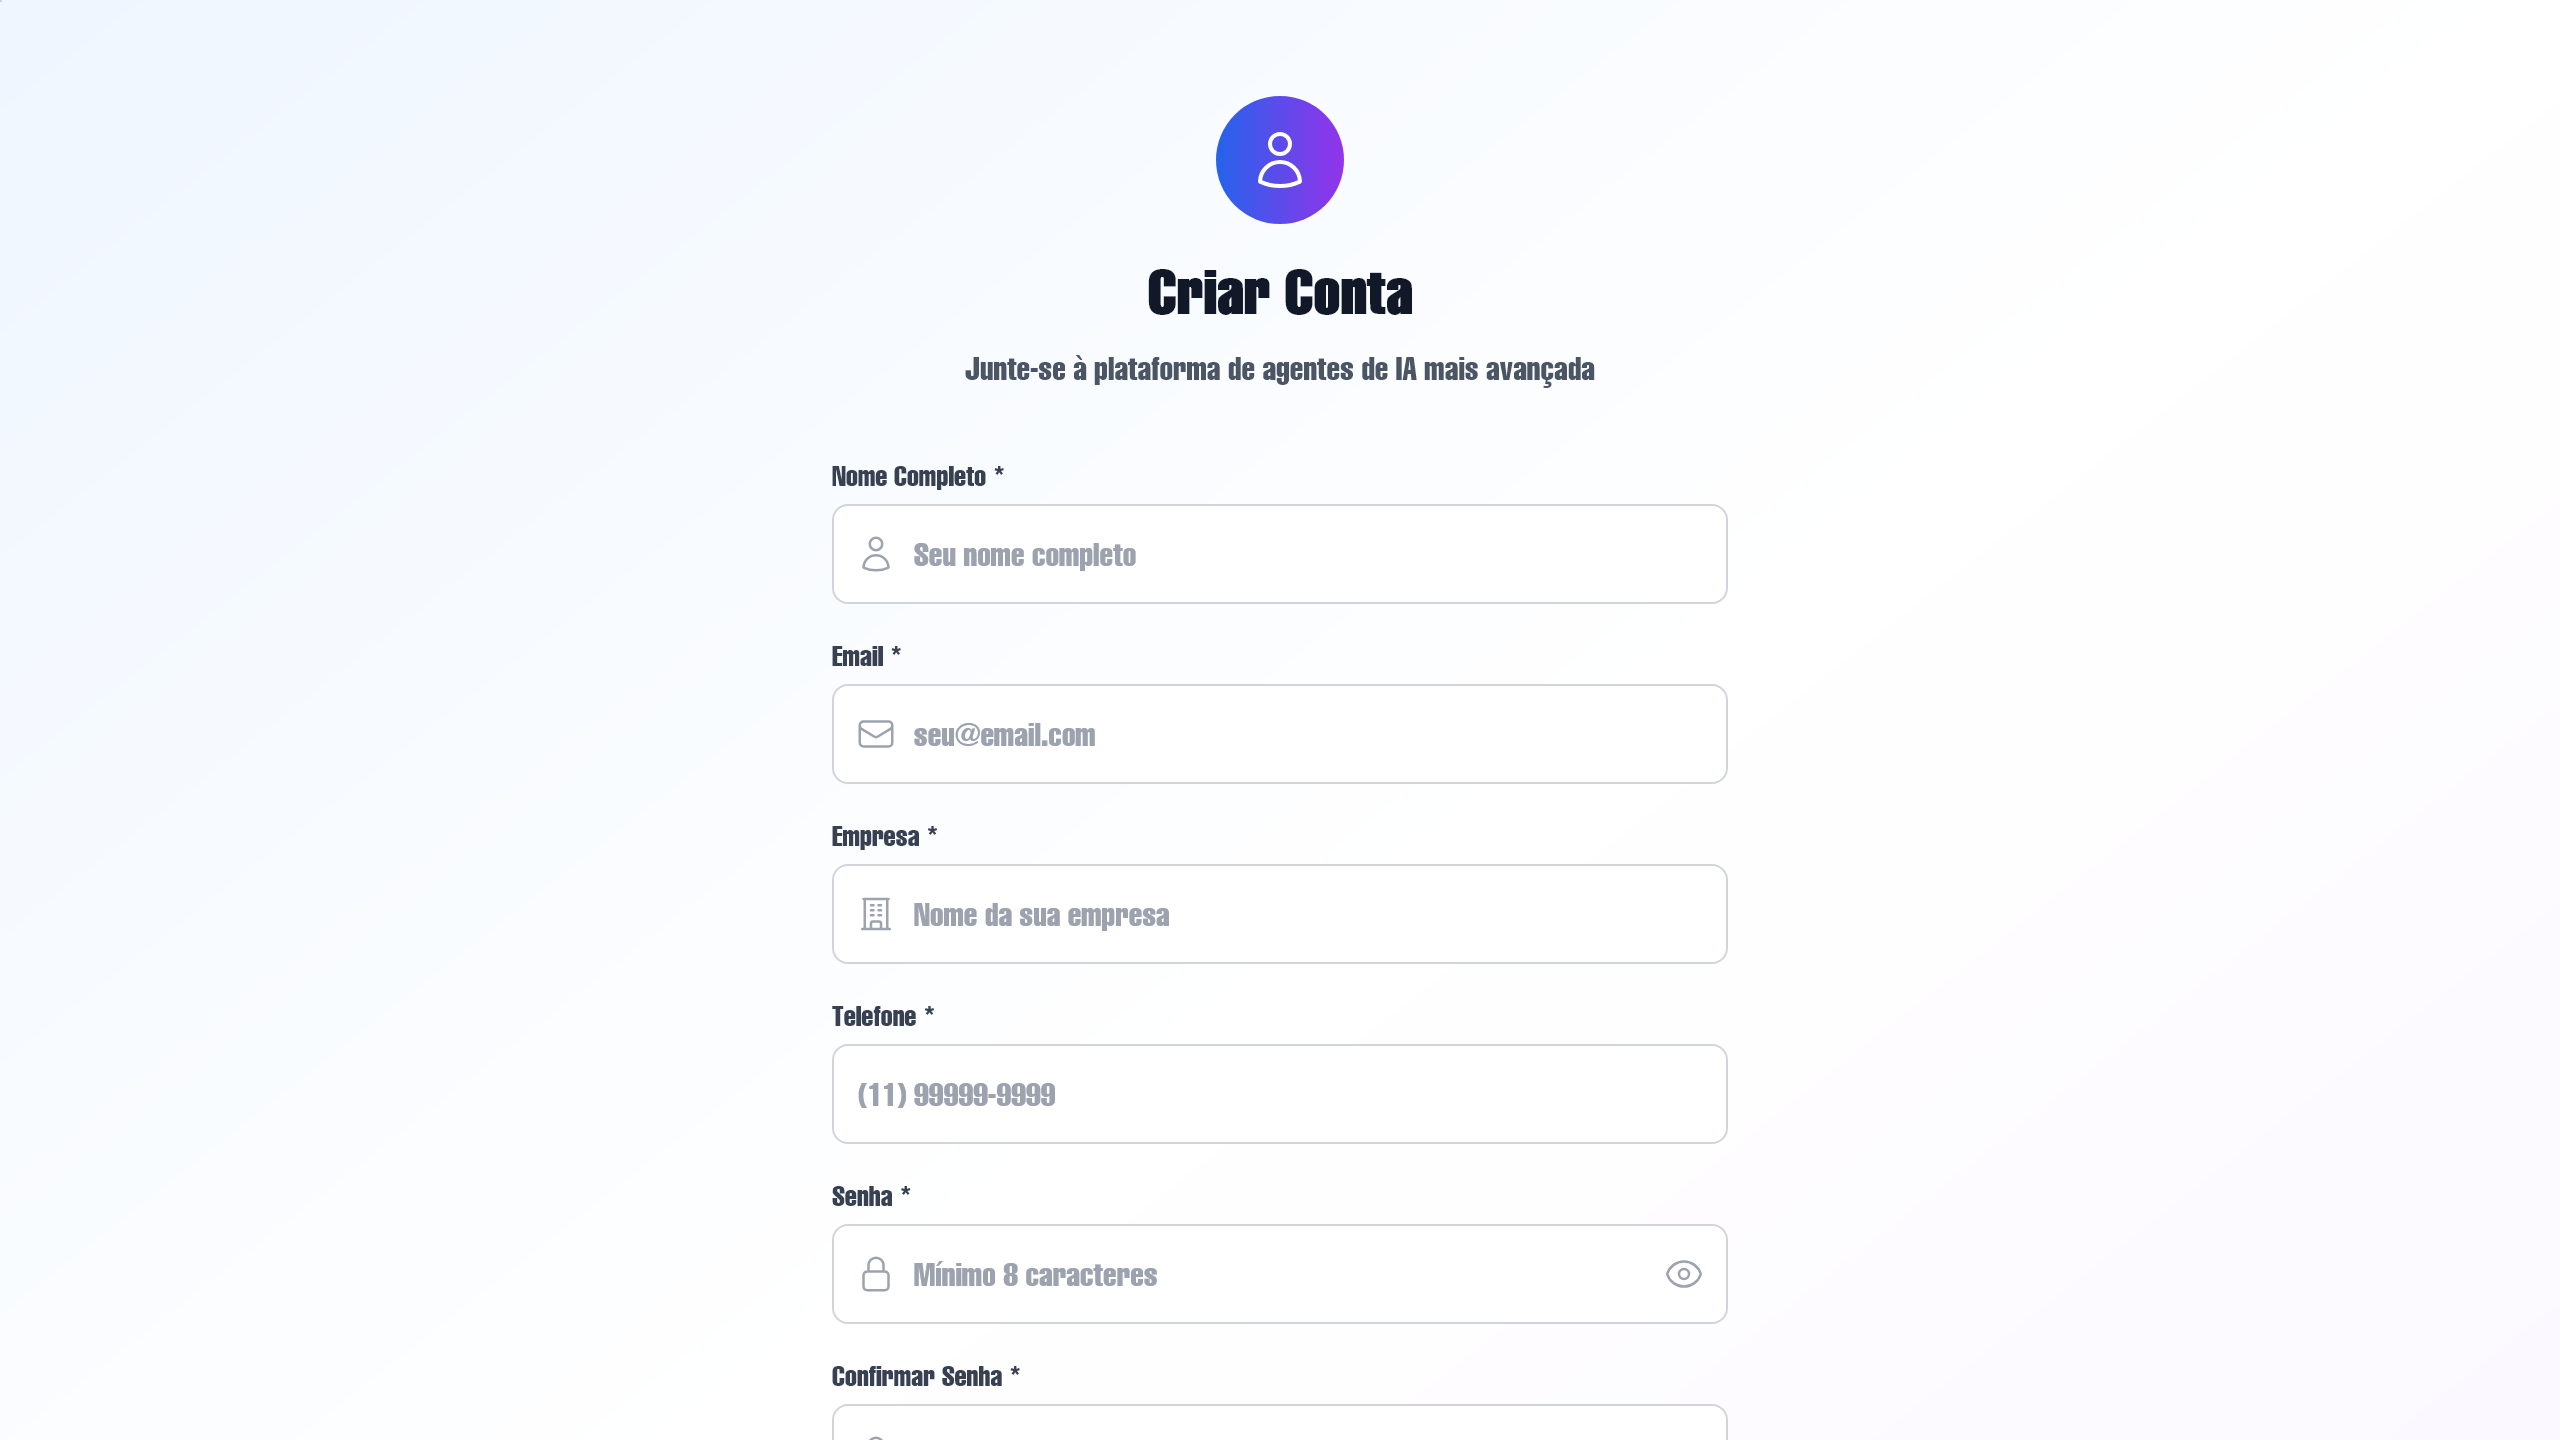 Criar Conta
Junte-se à plataforma de agentes de IA mais avançada
Nome Completo *
Seu nome completo
Email *
seu@email.com
Empresa *
Nome da sua empresa
Telefone *
(11) 99999-9999
Senha *
Mínimo 8 caracteres
Confirmar Senha *